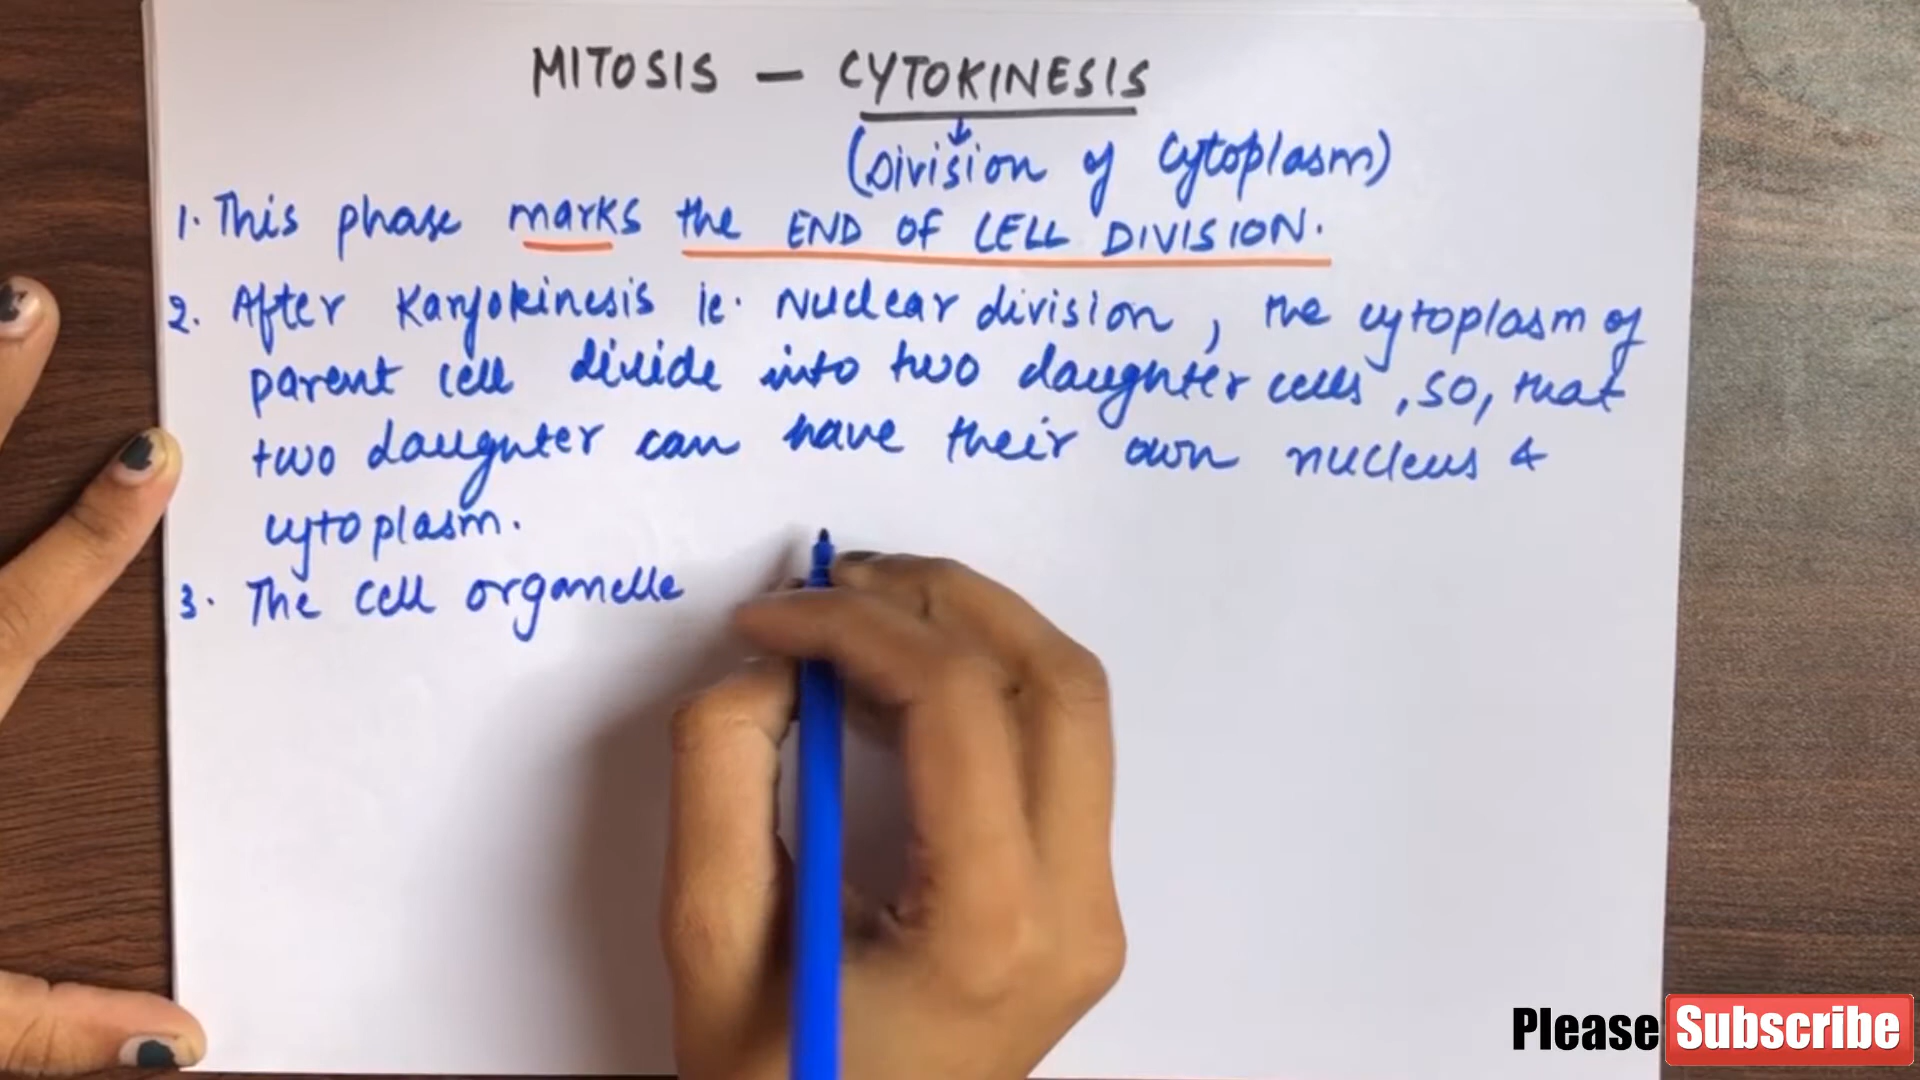 MITOSIS — CYTOKINESIS
(Division of Cytoplasm)
1. This phase marks the END OF CELL DIVISION.
2. After Karyokinesis ie. Nuclear division, the cytoplasm of
parent cell divide into two daughter cells, so, that
two daughter can have their own nucleus &
cytoplasm.
3. The cell organelle
Please Subscribe